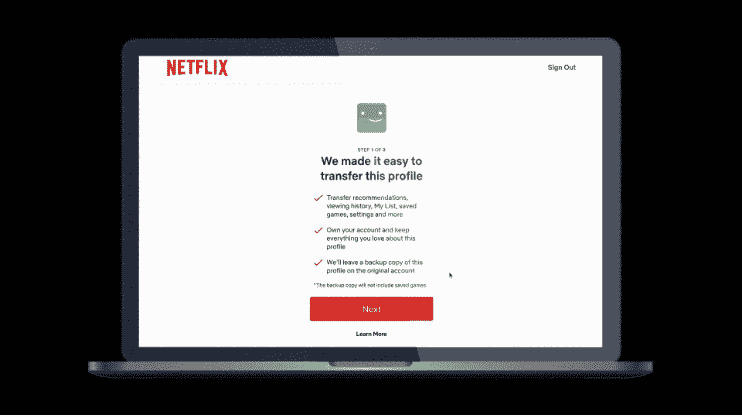 NETFLIX
Sign Out
STEP 1 OF 3
We made it easy to
transfer this profile
Transfer recommendations,
viewing history, My List, saved
games, settings and more
Own your account and keep
everything you love about this
profile
We'll leave a backup copy of this
profile on the original account
*The backup copy will not include saved games
Next
Learn More